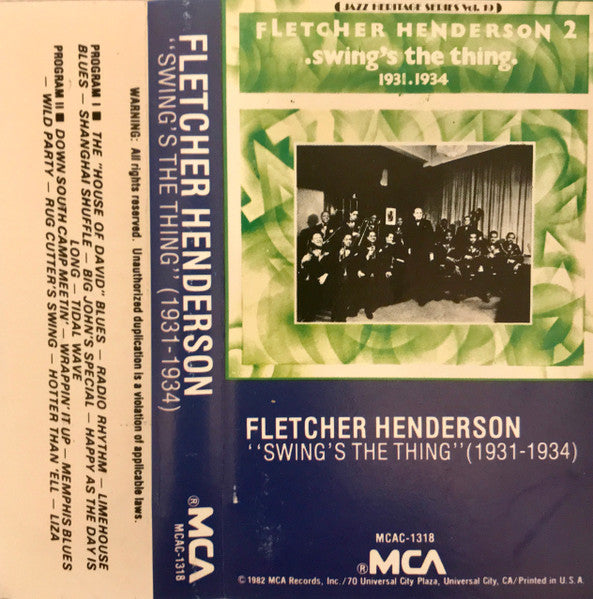 PROGRAM I ■ THE "HOUSE OF DAVID" BLUES — RADIO RHYTHM — LIMEHOUSE
BLUES — SHANGHAI SHUFFLE — BIG JOHN'S SPECIAL — HAPPY AS THE DAY IS
LONG — TIDAL WAVE
PROGRAM II ■ DOWN SOUTH CAMP MEETIN' — WRAPPIN' IT UP — MEMPHIS BLUES
— WILD PARTY — RUG CUTTER'S SWING — HOTTER THAN 'ELL — LIZA
WARNING: All rights reserved. Unauthorized duplication is a violation of applicable laws.
FLETCHER HENDERSON
"SWING'S THE THING" (1931-1934)
®MCA
MCAC-1318
( JAZZ HERITAGE SERIES Vol. 19 )
FLETCHER HENDERSON 2
.swing's the thing.
1931.1934
FLETCHER HENDERSON
"SWING'S THE THING" (1931-1934)
MCAC-1318
®MCA
© 1982 MCA Records, Inc./70 Universal City Plaza, Universal City, CA/Printed in U.S.A.